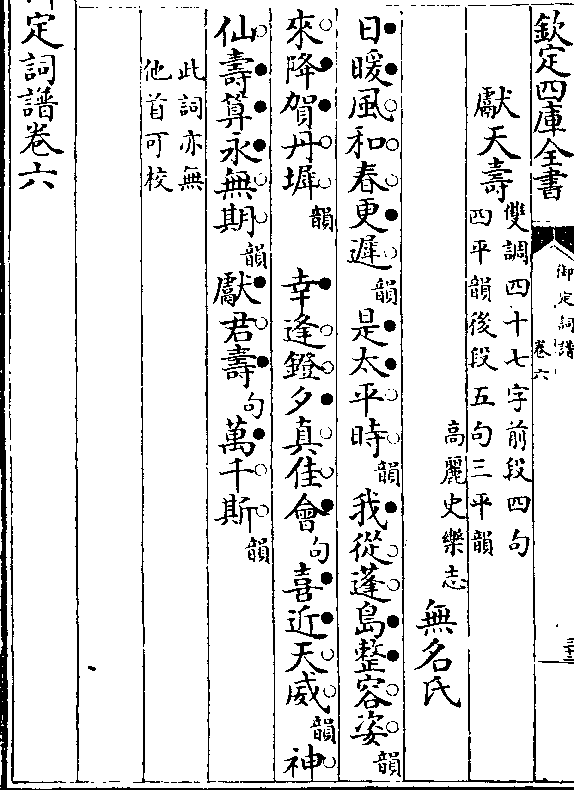 欽定四庫全書
御定詞譜
卷六
獻天壽雙調四十七字前段四句
四平韻後段五句三平韻
高麗史樂志無名氏
日暖風和春更遲韻是太平時韻我從蓬島整容姿韻
來降賀丹墀韻 幸逢鐙夕真佳會句喜近天威韻神
仙壽算永無期韻獻君壽句萬千斯韻
此詞亦無
他首可校
定詞譜卷六